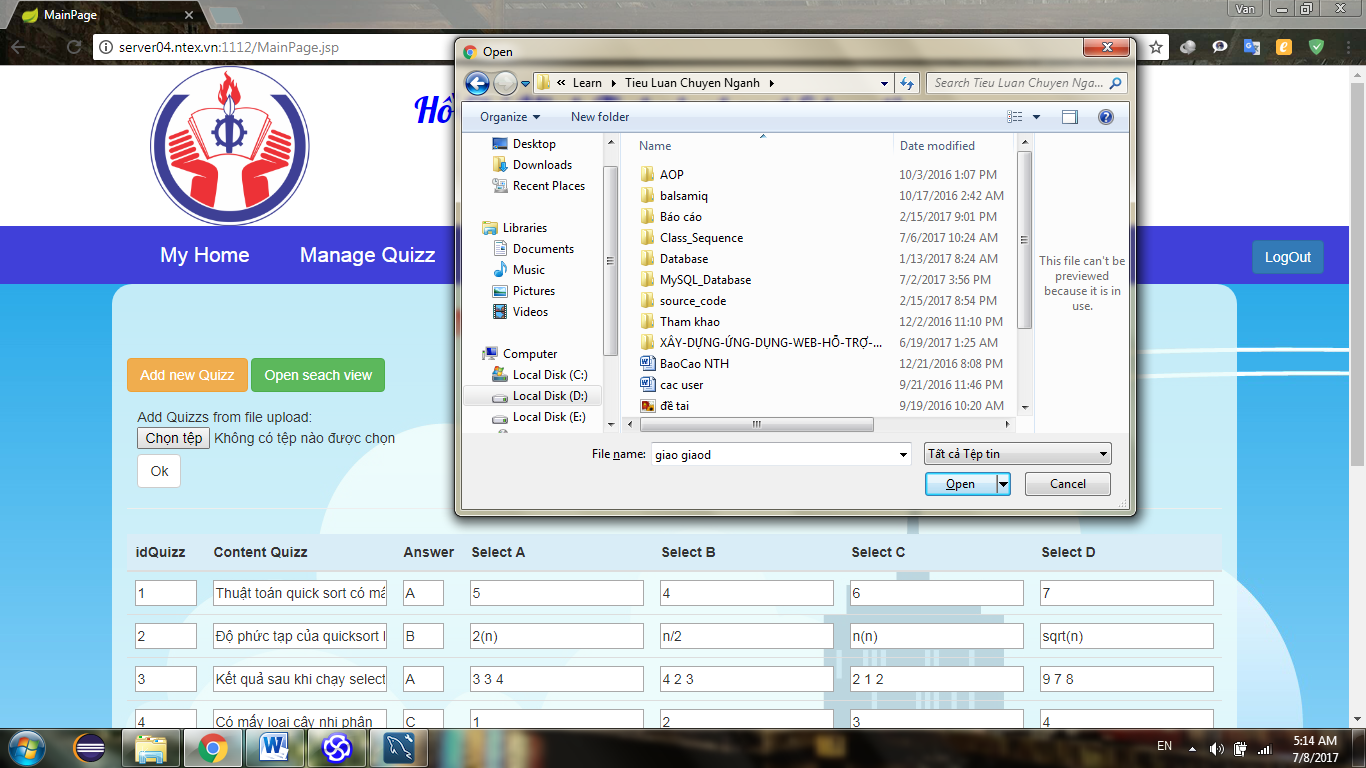 MainPage
Van
server04.ntex.vn:1112/MainPage.jsp
Hồ
My Home
Manage Quizz
LogOut
Add new Quizz
Open seach view
Add Quizzs from file upload:
Chọn tệp Không có tệp nào được chọn
Ok
Open
« Learn Tieu Luan Chuyen Nganh
Search Tieu Luan Chuyen Nga...
Organize
New folder
Desktop
Downloads
Recent Places
Libraries
Documents
Music
Pictures
Videos
Computer
Local Disk (C:)
Local Disk (D:)
Local Disk (E:)
Name Date modified
AOP 10/3/2016 1:07 PM
balsamiq 10/17/2016 2:42 AM
Báo cáo 2/15/2017 9:01 PM
Class_Sequence 7/6/2017 10:24 AM
Database 1/13/2017 8:24 AM
MySQL_Database 7/2/2017 3:56 PM
source_code 2/15/2017 8:54 PM
Tham khao 12/2/2016 11:10 PM
XÂY-DỰNG-ỨNG-DỤNG-WEB-HỖ-TRỢ-... 6/19/2017 1:25 AM
BaoCao NTH 12/21/2016 8:08 PM
cac user 9/21/2016 11:46 PM
đề tai 9/19/2016 10:20 AM
This file can't be
previewed
because it is in
use.
File name: giao giaod
Tất cả Tệp tin
Open
Cancel
idQuizz Content Quizz Answer Select A Select B Select C Select D
1 Thuật toán quick sort có A 5 4 6 7
2 Độ phức tạp của quicksort A 2(n) n/2 n(n) sqrt(n)
3 Kết quả sau khi chạy select A 3 3 4 4 2 3 2 1 2 9 7 8
4 Có mấy loại cây nhị phân C 1 2 3 4
EN
5:14 AM
7/8/2017